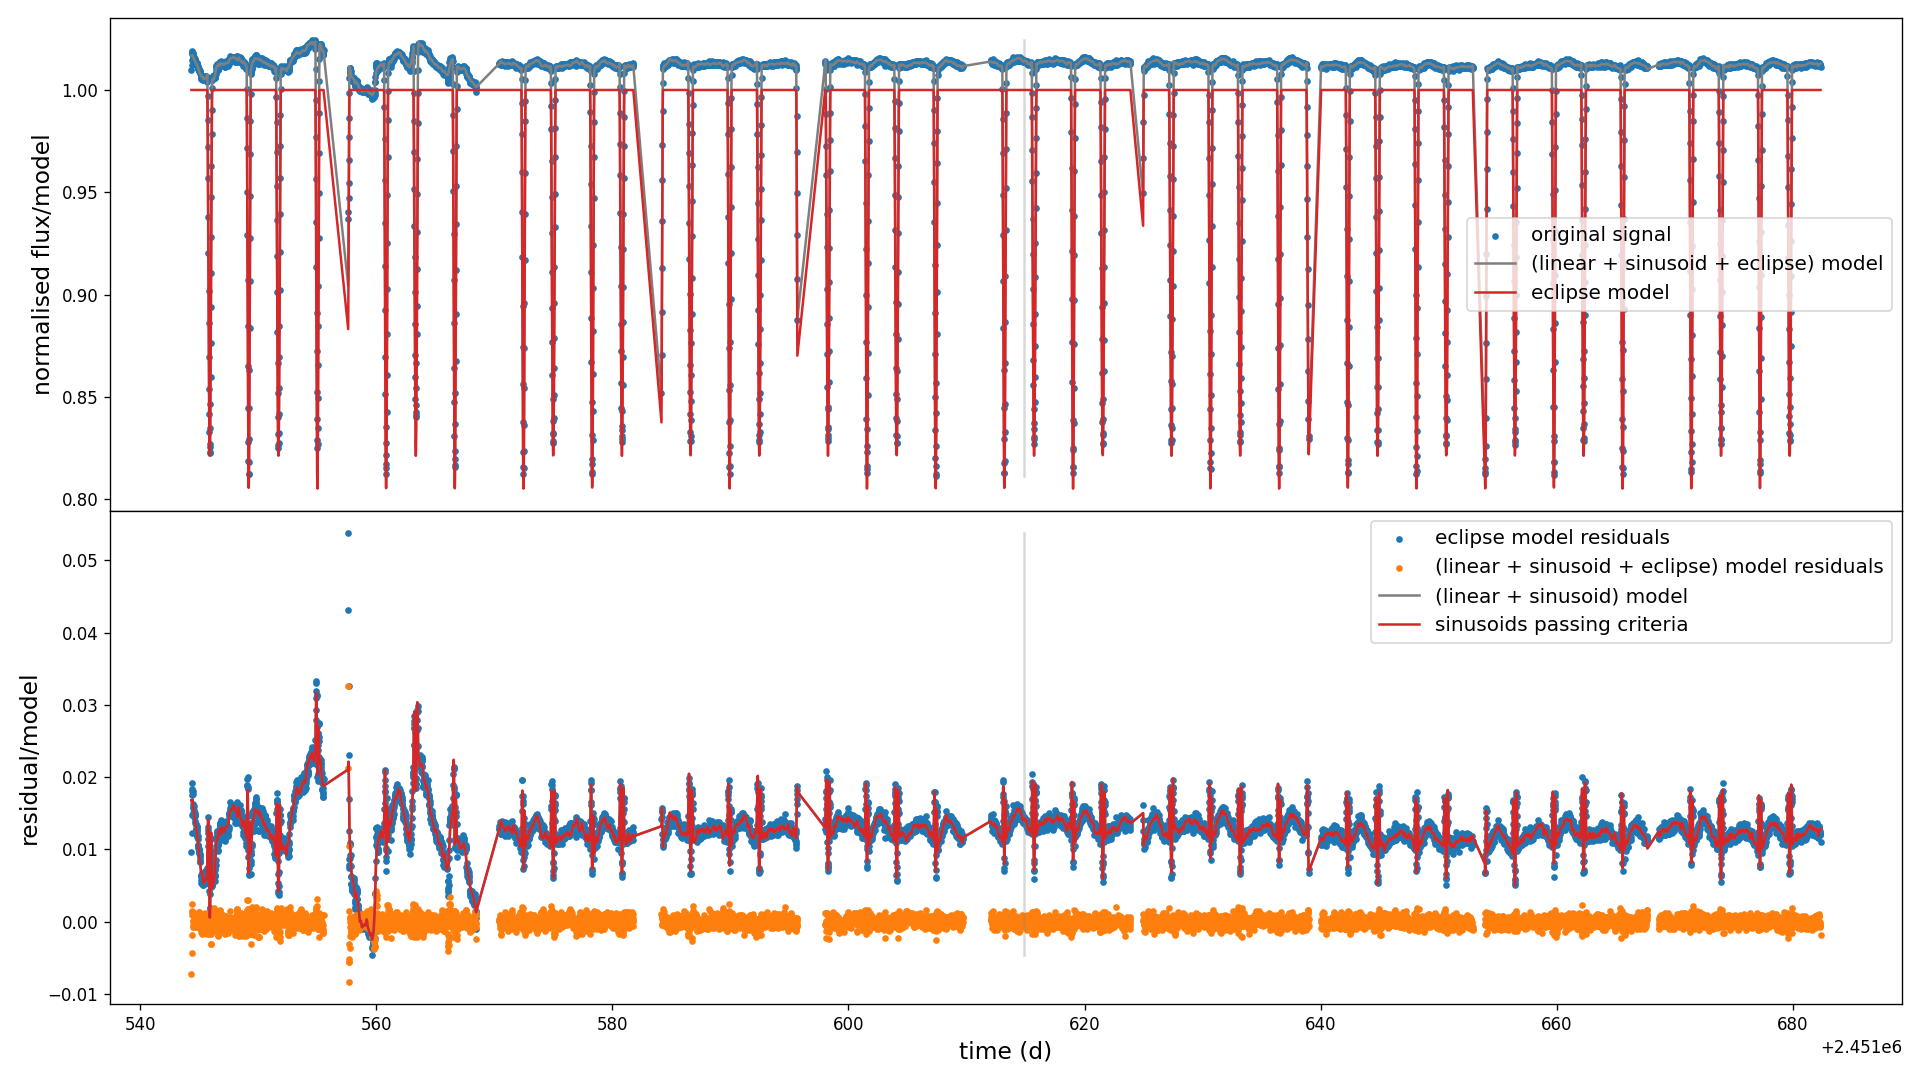 normalised flux/model
1.00
0.95
0.90
0.85
0.80
original signal
(linear + sinusoid + eclipse) model
eclipse model
residual/model
0.05
0.04
0.03
0.02
0.01
0.00
−0.01
eclipse model residuals
(linear + sinusoid + eclipse) model residuals
(linear + sinusoid) model
sinusoids passing criteria
540 560 580 600 620 640 660 680
time (d)
+2.451e6